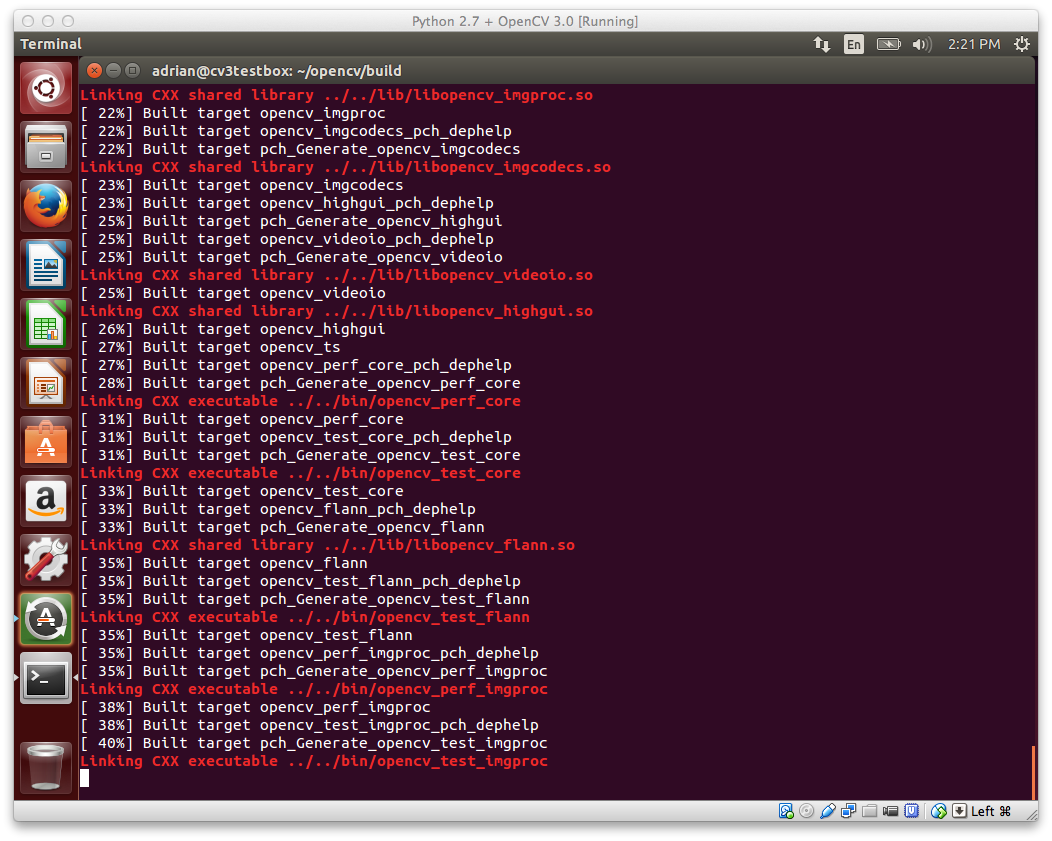 Python 2.7 + OpenCV 3.0 [Running]
Terminal En 2:21 PM
adrian@cv3testbox: ~/opencv/build
Linking CXX shared library ../../lib/libopencv_imgproc.so
[ 22%] Built target opencv_imgproc
[ 22%] Built target opencv_imgcodecs_pch_dephelp
[ 22%] Built target pch_Generate_opencv_imgcodecs
Linking CXX shared library ../../lib/libopencv_imgcodecs.so
[ 23%] Built target opencv_imgcodecs
[ 23%] Built target opencv_highgui_pch_dephelp
[ 25%] Built target pch_Generate_opencv_highgui
[ 25%] Built target opencv_videoio_pch_dephelp
[ 25%] Built target pch_Generate_opencv_videoio
Linking CXX shared library ../../lib/libopencv_videoio.so
[ 25%] Built target opencv_videoio
Linking CXX shared library ../../lib/libopencv_highgui.so
[ 26%] Built target opencv_highgui
[ 27%] Built target opencv_ts
[ 27%] Built target opencv_perf_core_pch_dephelp
[ 28%] Built target pch_Generate_opencv_perf_core
Linking CXX executable ../../bin/opencv_perf_core
[ 31%] Built target opencv_perf_core
[ 31%] Built target opencv_test_core_pch_dephelp
[ 31%] Built target pch_Generate_opencv_test_core
Linking CXX executable ../../bin/opencv_test_core
[ 33%] Built target opencv_test_core
[ 33%] Built target opencv_flann_pch_dephelp
[ 33%] Built target pch_Generate_opencv_flann
Linking CXX shared library ../../lib/libopencv_flann.so
[ 35%] Built target opencv_flann
[ 35%] Built target opencv_test_flann_pch_dephelp
[ 35%] Built target pch_Generate_opencv_test_flann
Linking CXX executable ../../bin/opencv_test_flann
[ 35%] Built target opencv_test_flann
[ 35%] Built target opencv_perf_imgproc_pch_dephelp
[ 35%] Built target pch_Generate_opencv_perf_imgproc
Linking CXX executable ../../bin/opencv_perf_imgproc
[ 38%] Built target opencv_perf_imgproc
[ 38%] Built target opencv_test_imgproc_pch_dephelp
[ 40%] Built target pch_Generate_opencv_test_imgproc
Linking CXX executable ../../bin/opencv_test_imgproc
Left ⌘